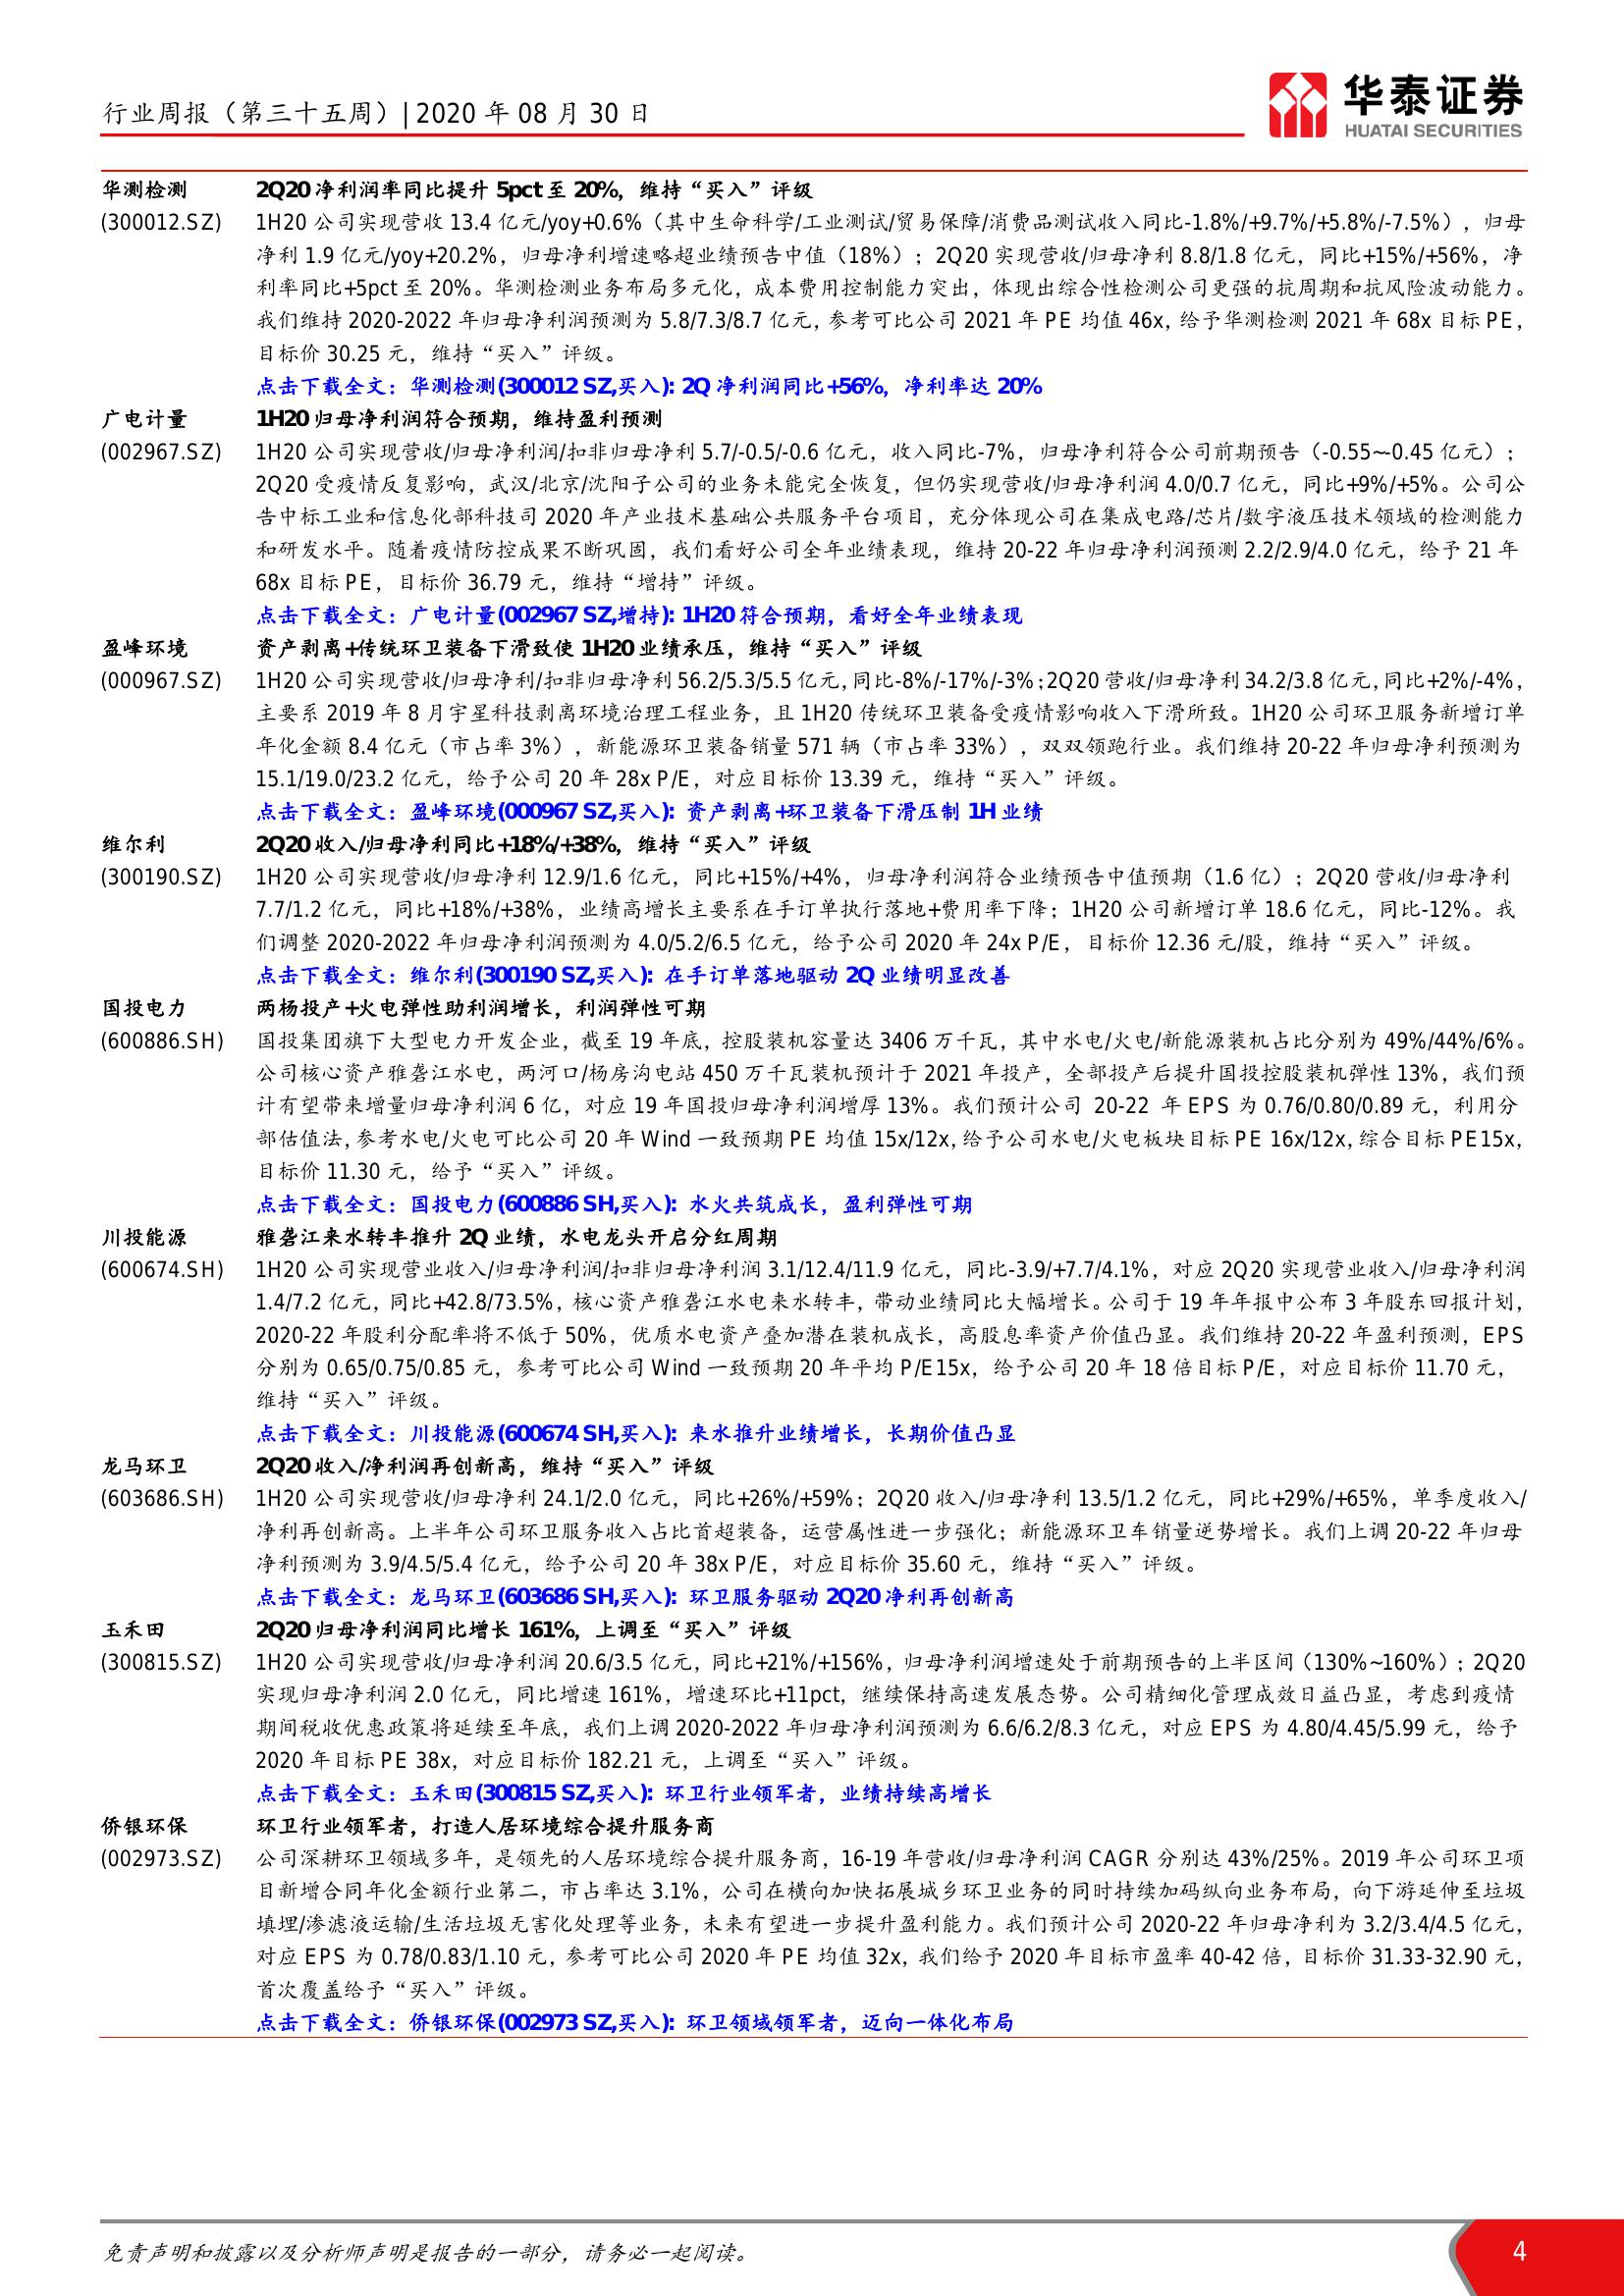 行业周报（第三十五周）| 2020 年 08 月 30 日
华泰证券
HUATAI SECURITIES
华测检测
2Q20 净利润率同比提升 5pct 至 20%，维持“买入”评级
(300012.SZ)
1H20 公司实现营收 13.4 亿元/yoy+0.6%（其中生命科学/工业测试/贸易保障/消费品测试收入同比-1.8%/+9.7%/+5.8%/-7.5%），归母
净利 1.9 亿元/yoy+20.2%，归母净利增速略超业绩预告中值（18%）；2Q20 实现营收/归母净利 8.8/1.8 亿元，同比+15%/+56%，净
利率同比+5pct 至 20%。华测检测业务布局多元化，成本费用控制能力突出，体现出综合性检测公司更强的抗周期和抗风险波动能力。
我们维持 2020-2022 年归母净利润预测为 5.8/7.3/8.7 亿元，参考可比公司 2021 年 PE 均值 46x，给予华测检测 2021 年 68x 目标 PE，
目标价 30.25 元，维持“买入”评级。
点击下载全文：华测检测(300012 SZ,买入): 2Q 净利润同比+56%，净利率达 20%
广电计量
1H20 归母净利润符合预期，维持盈利预测
(002967.SZ)
1H20 公司实现营收/归母净利润/扣非归母净利 5.7/-0.5/-0.6 亿元，收入同比-7%，归母净利符合公司前期预告（-0.55~-0.45 亿元）；
2Q20 受疫情反复影响，武汉/北京/沈阳子公司的业务未能完全恢复，但仍实现营收/归母净利润 4.0/0.7 亿元，同比+9%/+5%。公司公
告中标工业和信息化部科技司 2020 年产业技术基础公共服务平台项目，充分体现公司在集成电路/芯片/数字液压技术领域的检测能力
和研发水平。随着疫情防控成果不断巩固，我们看好公司全年业绩表现，维持 20-22 年归母净利润预测 2.2/2.9/4.0 亿元，给予 21 年
68x 目标 PE，目标价 36.79 元，维持“增持”评级。
点击下载全文：广电计量(002967 SZ,增持): 1H20 符合预期，看好全年业绩表现
盈峰环境
资产剥离+传统环卫装备下滑致使 1H20 业绩承压，维持“买入”评级
(000967.SZ)
1H20 公司实现营收/归母净利/扣非归母净利 56.2/5.3/5.5 亿元，同比-8%/-17%/-3%；2Q20 营收/归母净利 34.2/3.8 亿元，同比+2%/-4%，
主要系 2019 年 8 月宇星科技剥离环境治理工程业务，且 1H20 传统环卫装备受疫情影响收入下滑所致。1H20 公司环卫服务新增订单
年化金额 8.4 亿元（市占率 3%），新能源环卫装备销量 571 辆（市占率 33%），双双领跑行业。我们维持 20-22 年归母净利预测为
15.1/19.0/23.2 亿元，给予公司 20 年 28x P/E，对应目标价 13.39 元，维持“买入”评级。
点击下载全文：盈峰环境(000967 SZ,买入): 资产剥离+环卫装备下滑压制 1H 业绩
维尔利
2Q20 收入/归母净利同比+18%/+38%，维持“买入”评级
(300190.SZ)
1H20 公司实现营收/归母净利 12.9/1.6 亿元，同比+15%/+4%，归母净利润符合业绩预告中值预期（1.6 亿）；2Q20 营收/归母净利
7.7/1.2 亿元，同比+18%/+38%，业绩高增长主要系在手订单执行落地+费用率下降；1H20 公司新增订单 18.6 亿元，同比-12%。我
们调整 2020-2022 年归母净利润预测为 4.0/5.2/6.5 亿元，给予公司 2020 年 24x P/E，目标价 12.36 元/股，维持“买入”评级。
点击下载全文：维尔利(300190 SZ,买入): 在手订单落地驱动 2Q 业绩明显改善
国投电力
两杨投产+火电弹性助利润增长，利润弹性可期
(600886.SH)
国投集团旗下大型电力开发企业，截至 19 年底，控股装机容量达 3406 万千瓦，其中水电/火电/新能源装机占比分别为 49%/44%/6%。
公司核心资产雅砻江水电，两河口/杨房沟电站 450 万千瓦装机预计于 2021 年投产，全部投产后提升国投控股装机弹性 13%，我们预
计有望带来增量归母净利润 6 亿，对应 19 年国投归母净利润增厚 13%。我们预计公司 20-22 年 EPS 为 0.76/0.80/0.89 元，利用分
部估值法，参考水电/火电可比公司 20 年 Wind 一致预期 PE 均值 15x/12x，给予公司水电/火电板块目标 PE 16x/12x，综合目标 PE15x，
目标价 11.30 元，给予“买入”评级。
点击下载全文：国投电力(600886 SH,买入): 水火共筑成长，盈利弹性可期
川投能源
雅砻江来水转丰推升 2Q 业绩，水电龙头开启分红周期
(600674.SH)
1H20 公司实现营业收入/归母净利润/扣非归母净利润 3.1/12.4/11.9 亿元，同比-3.9/+7.7/4.1%，对应 2Q20 实现营业收入/归母净利润
1.4/7.2 亿元，同比+42.8/73.5%，核心资产雅砻江水电来水转丰，带动业绩同比大幅增长。公司于 19 年年报中公布 3 年股东回报计划，
2020-22 年股利分配率将不低于 50%，优质水电资产叠加潜在装机成长，高股息率资产价值凸显。我们维持 20-22 年盈利预测，EPS
分别为 0.65/0.75/0.85 元，参考可比公司 Wind 一致预期 20 年平均 P/E15x，给予公司 20 年 18 倍目标 P/E，对应目标价 11.70 元，
维持“买入”评级。
点击下载全文：川投能源(600674 SH,买入): 来水推升业绩增长，长期价值凸显
龙马环卫
2Q20 收入/净利润再创新高，维持“买入”评级
(603686.SH)
1H20 公司实现营收/归母净利 24.1/2.0 亿元，同比+26%/+59%；2Q20 收入/归母净利 13.5/1.2 亿元，同比+29%/+65%，单季度收入/
净利再创新高。上半年公司环卫服务收入占比首超装备，运营属性进一步强化；新能源环卫车销量逆势增长。我们上调 20-22 年归母
净利预测为 3.9/4.5/5.4 亿元，给予公司 20 年 38x P/E，对应目标价 35.60 元，维持“买入”评级。
点击下载全文：龙马环卫(603686 SH,买入): 环卫服务驱动 2Q20 净利再创新高
玉禾田
2Q20 归母净利润同比增长 161%，上调至“买入”评级
(300815.SZ)
1H20 公司实现营收/归母净利润 20.6/3.5 亿元，同比+21%/+156%，归母净利润增速处于前期预告的上半区间（130%~160%）；2Q20
实现归母净利润 2.0 亿元，同比增速 161%，增速环比+11pct，继续保持高速发展态势。公司精细化管理成效日益凸显，考虑到疫情
期间税收优惠政策将延续至年底，我们上调 2020-2022 年归母净利润预测为 6.6/6.2/8.3 亿元，对应 EPS 为 4.80/4.45/5.99 元，给予
2020 年目标 PE 38x，对应目标价 182.21 元，上调至“买入”评级。
点击下载全文：玉禾田(300815 SZ,买入): 环卫行业领军者，业绩持续高增长
侨银环保
环卫行业领军者，打造人居环境综合提升服务商
(002973.SZ)
公司深耕环卫领域多年，是领先的人居环境综合提升服务商，16-19 年营收/归母净利润 CAGR 分别达 43%/25%。2019 年公司环卫项
目新增合同年化金额行业第二，市占率达 3.1%，公司在横向加快拓展城乡环卫业务的同时持续加码纵向业务布局，向下游延伸至垃圾
填埋/渗滤液运输/生活垃圾无害化处理等业务，未来有望进一步提升盈利能力。我们预计公司 2020-22 年归母净利为 3.2/3.4/4.5 亿元，
对应 EPS 为 0.78/0.83/1.10 元，参考可比公司 2020 年 PE 均值 32x，我们给予 2020 年目标市盈率 40-42 倍，目标价 31.33-32.90 元，
首次覆盖给予“买入”评级。
点击下载全文：侨银环保(002973 SZ,买入): 环卫领域领军者，迈向一体化布局
免责声明和披露以及分析师声明是报告的一部分，请务必一起阅读。
4